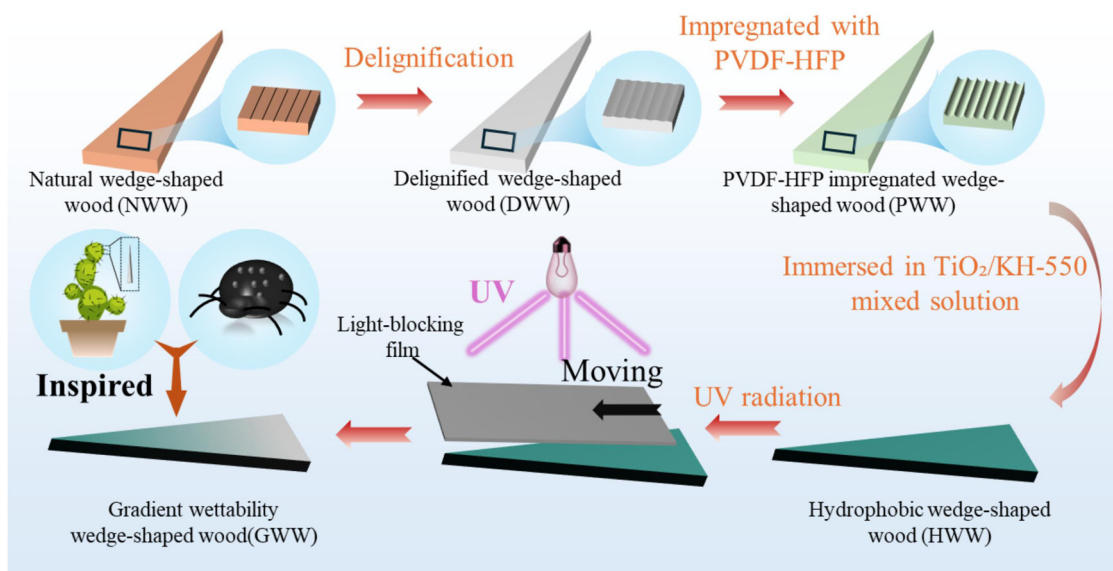 Delignification
Impregnated with
PVDF-HFP
Natural wedge-shaped
wood (NWW)
Delignified wedge-shaped
wood (DWW)
PVDF-HFP impregnated wedge-
shaped wood (PWW)
Immersed in TiO₂/KH-550
mixed solution
UV
Light-blocking
film
Moving
Inspired
UV radiation
Gradient wettability
wedge-shaped wood(GWW)
Hydrophobic wedge-shaped
wood (HWW)